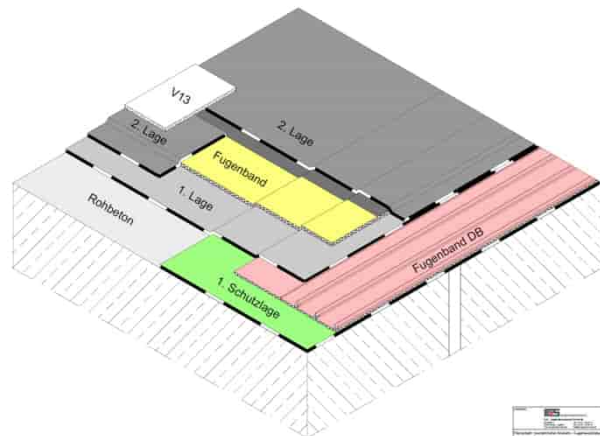 V13
2. Lage
2. Lage
Fugenband
1. Lage
Rohbeton
Fugenband DB
1. Schutzlage